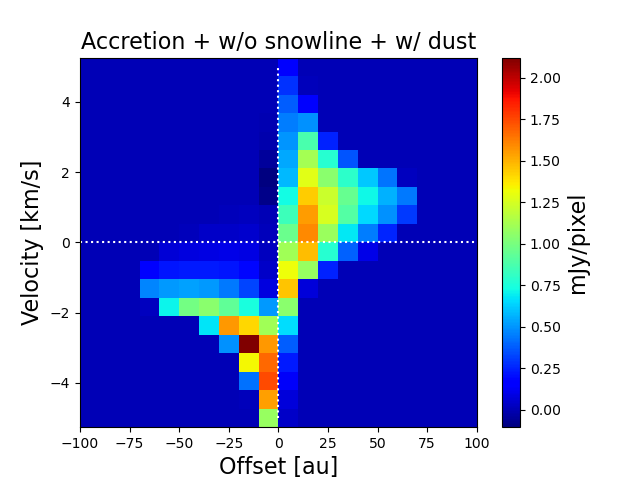 Accretion + w/o snowline + w/ dust
4
2
0
−2
−4
Velocity [km/s]
−100 −75 −50 −25 0 25 50 75 100
Offset [au]
2.00
1.75
1.50
1.25
1.00
0.75
0.50
0.25
0.00
mJy/pixel